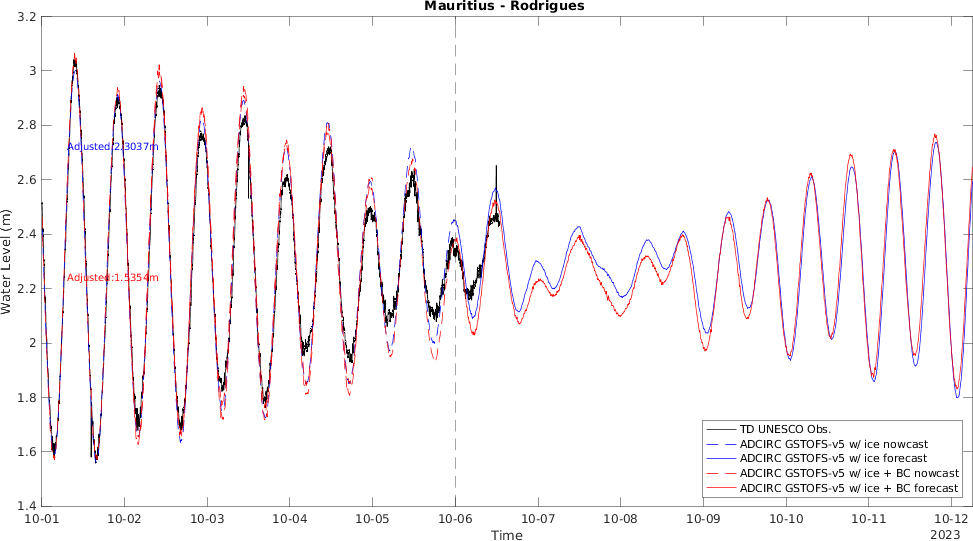 Mauritius - Rodrigues
3.2
3
2.8
2.6
2.4
2.2
2
1.8
1.6
1.4
Water Level (m)
Adjusted:2.3037m
Adjusted:1.5354m
TD UNESCO Obs.
ADCIRC GSTOFS-v5 w/ ice nowcast
ADCIRC GSTOFS-v5 w/ ice forecast
ADCIRC GSTOFS-v5 w/ ice + BC nowcast
ADCIRC GSTOFS-v5 w/ ice + BC forecast
10-01 10-02 10-03 10-04 10-05 10-06 10-07 10-08 10-09 10-10 10-11 10-12
2023
Time